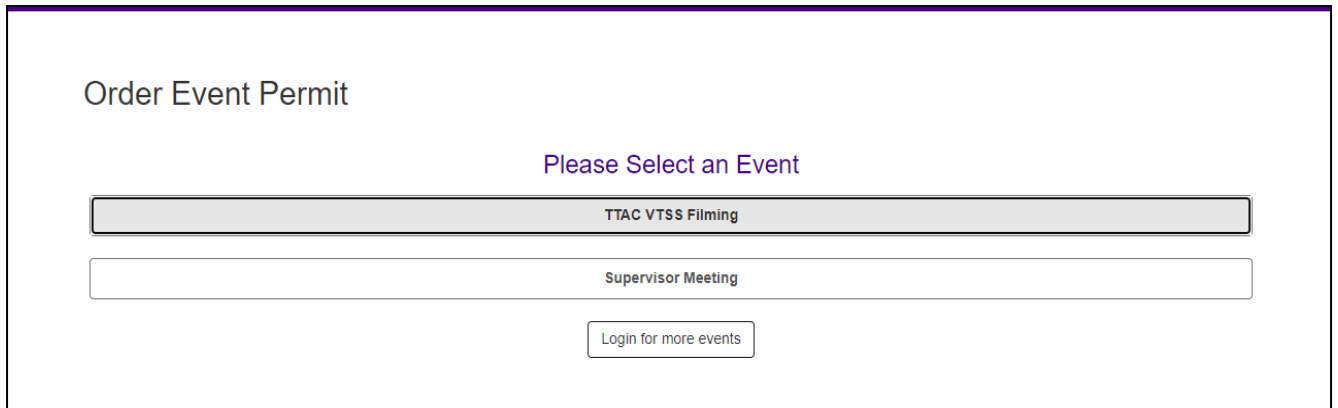 Order Event Permit
Please Select an Event
TTAC VTSS Filming
Supervisor Meeting
Login for more events